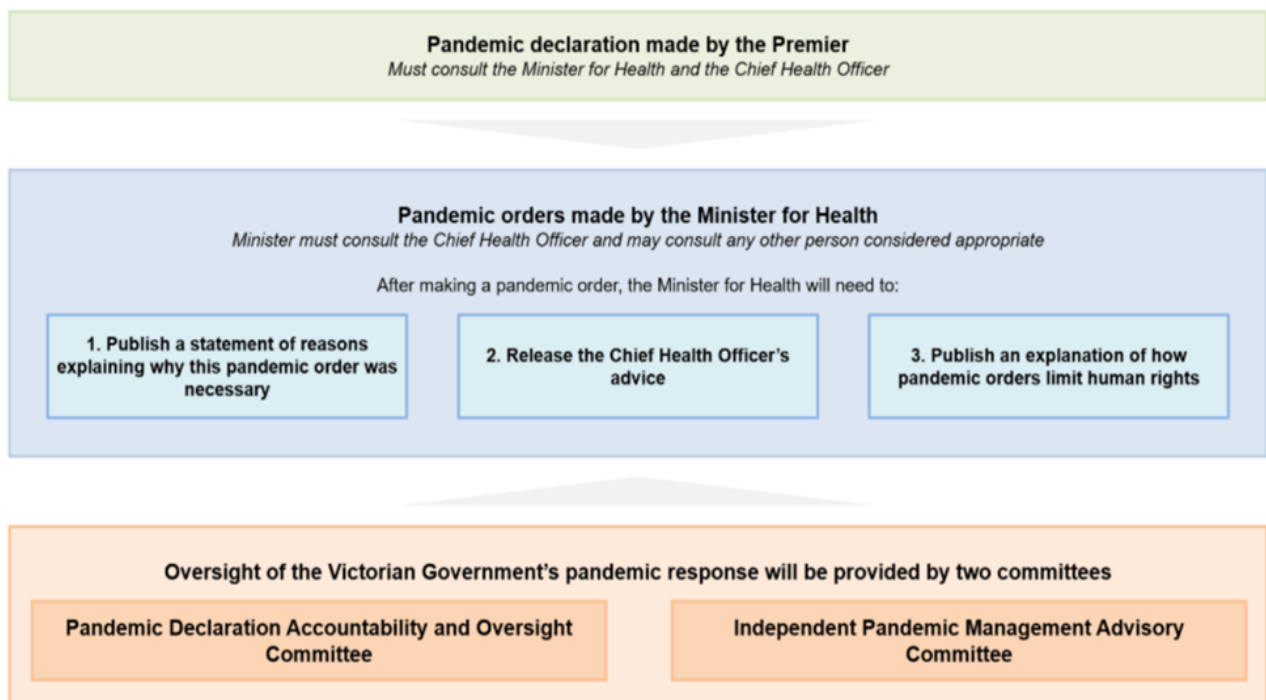 Pandemic declaration made by the Premier
Must consult the Minister for Health and the Chief Health Officer
Pandemic orders made by the Minister for Health
Minister must consult the Chief Health Officer and may consult any other person considered appropriate
After making a pandemic order, the Minister for Health will need to:
1. Publish a statement of reasons
explaining why this pandemic order was
necessary
2. Release the Chief Health Officer's
advice
3. Publish an explanation of how
pandemic orders limit human rights
Oversight of the Victorian Government's pandemic response will be provided by two committees
Pandemic Declaration Accountability and Oversight
Committee
Independent Pandemic Management Advisory
Committee